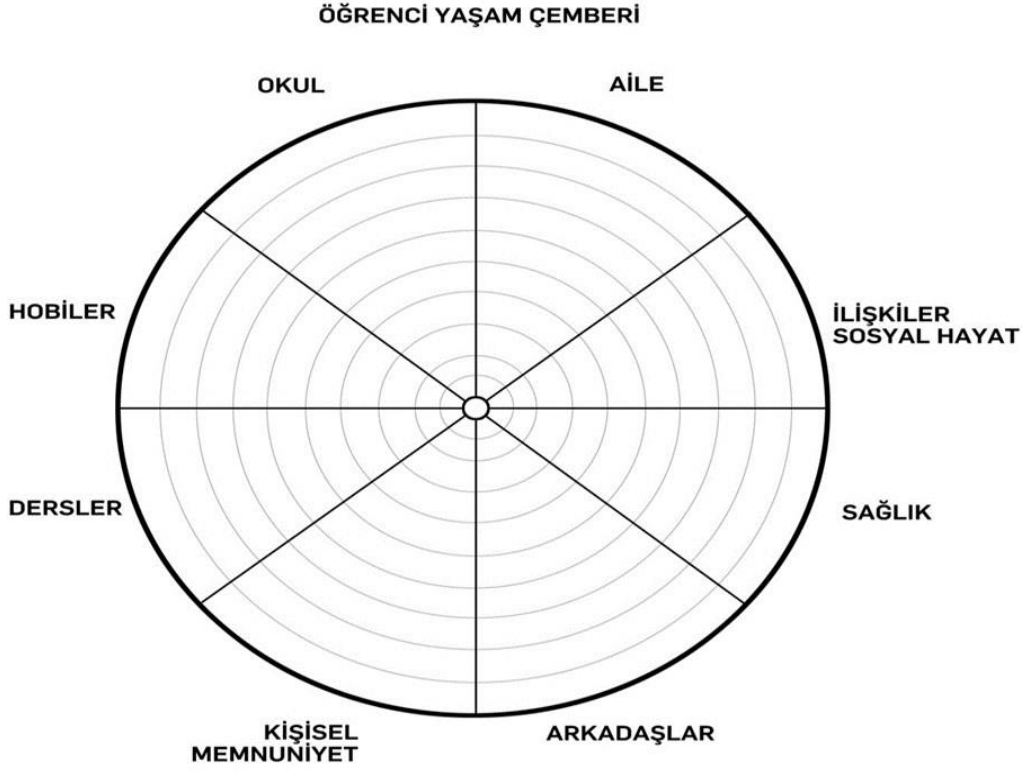 ÖĞRENCİ YAŞAM ÇEMBERİ
OKUL
AİLE
HOBİLER
İLİŞKİLER
SOSYAL HAYAT
DERSLER
SAĞLIK
KİŞİSEL
MEMNUNİYET
ARKADAŞLAR